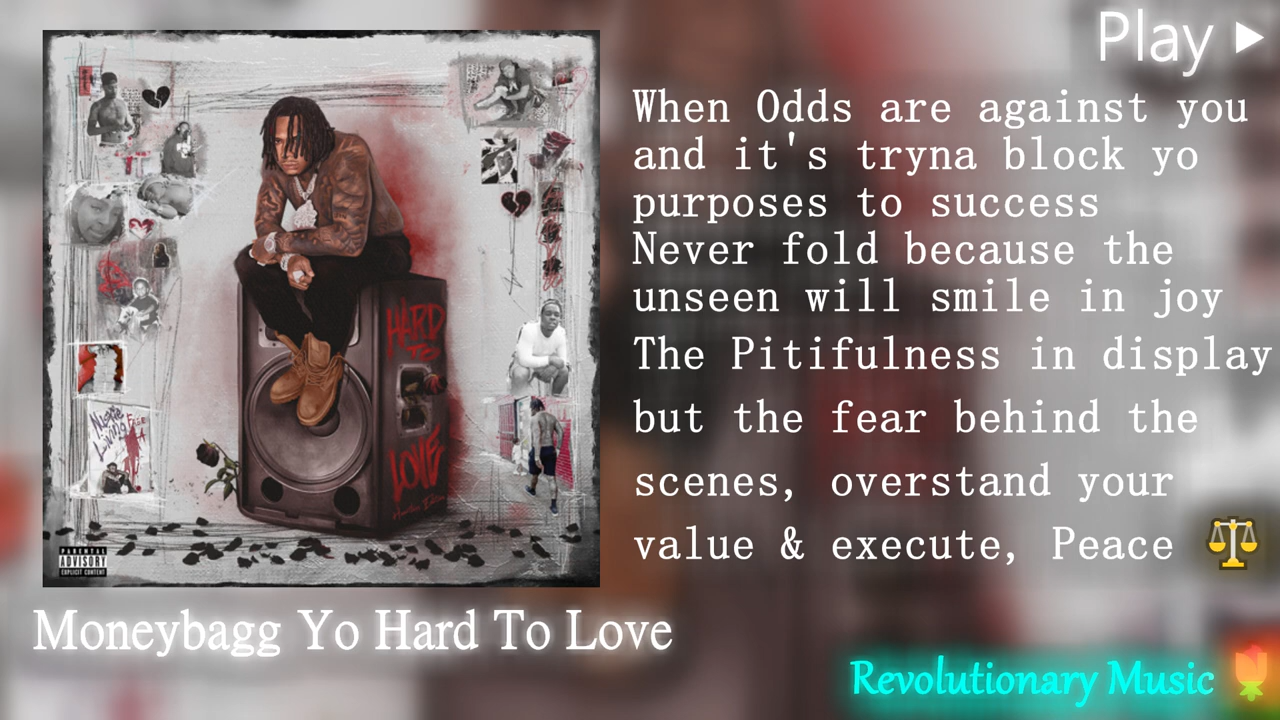 Play
When Odds are against you
and it's tryna block yo
purposes to success
Never fold because the
unseen will smile in joy
The Pitifulness in display
but the fear behind the
scenes, overstand your
value & execute, Peace
HARD
TO
LOVE
PARENTAL
ADVISORY
EXPLICIT CONTENT
Moneybagg Yo Hard To Love
Revolutionary Music